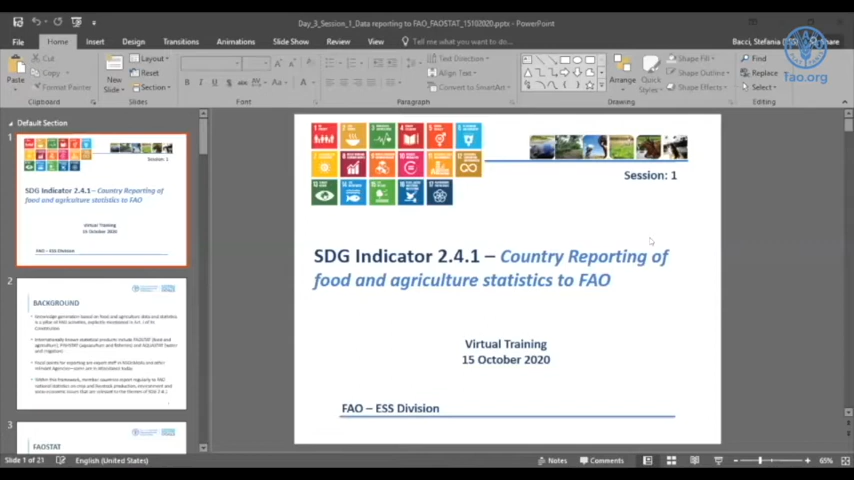 Day_3_Session_1_Data reporting to FAO_FAOSTAT_15102020.pptx - PowerPoint
Bacci, Stefania (ESS)
Share
File Home Insert Design Transitions Animations Slide Show Review View Tell me what you want to do...
fao.org
Paste
Cut
Copy
Format Painter
Clipboard
New Slide
Layout
Reset
Section
Slides
Font
Text Direction
Align Text
Convert to SmartArt
Paragraph
Arrange
Quick Styles
Shape Fill
Shape Outline
Shape Effects
Drawing
Find
Replace
Select
Editing
Default Section
1
Session: 1
SDG Indicator 2.4.1 – Country Reporting of
food and agriculture statistics to FAO
Virtual Training
15 October 2020
FAO – ESS Division
2
BACKGROUND
3
FAOSTAT
Session: 1
SDG Indicator 2.4.1 – Country Reporting of
food and agriculture statistics to FAO
Virtual Training
15 October 2020
FAO – ESS Division
Slide 1 of 21
English (United States)
Notes
Comments
65%